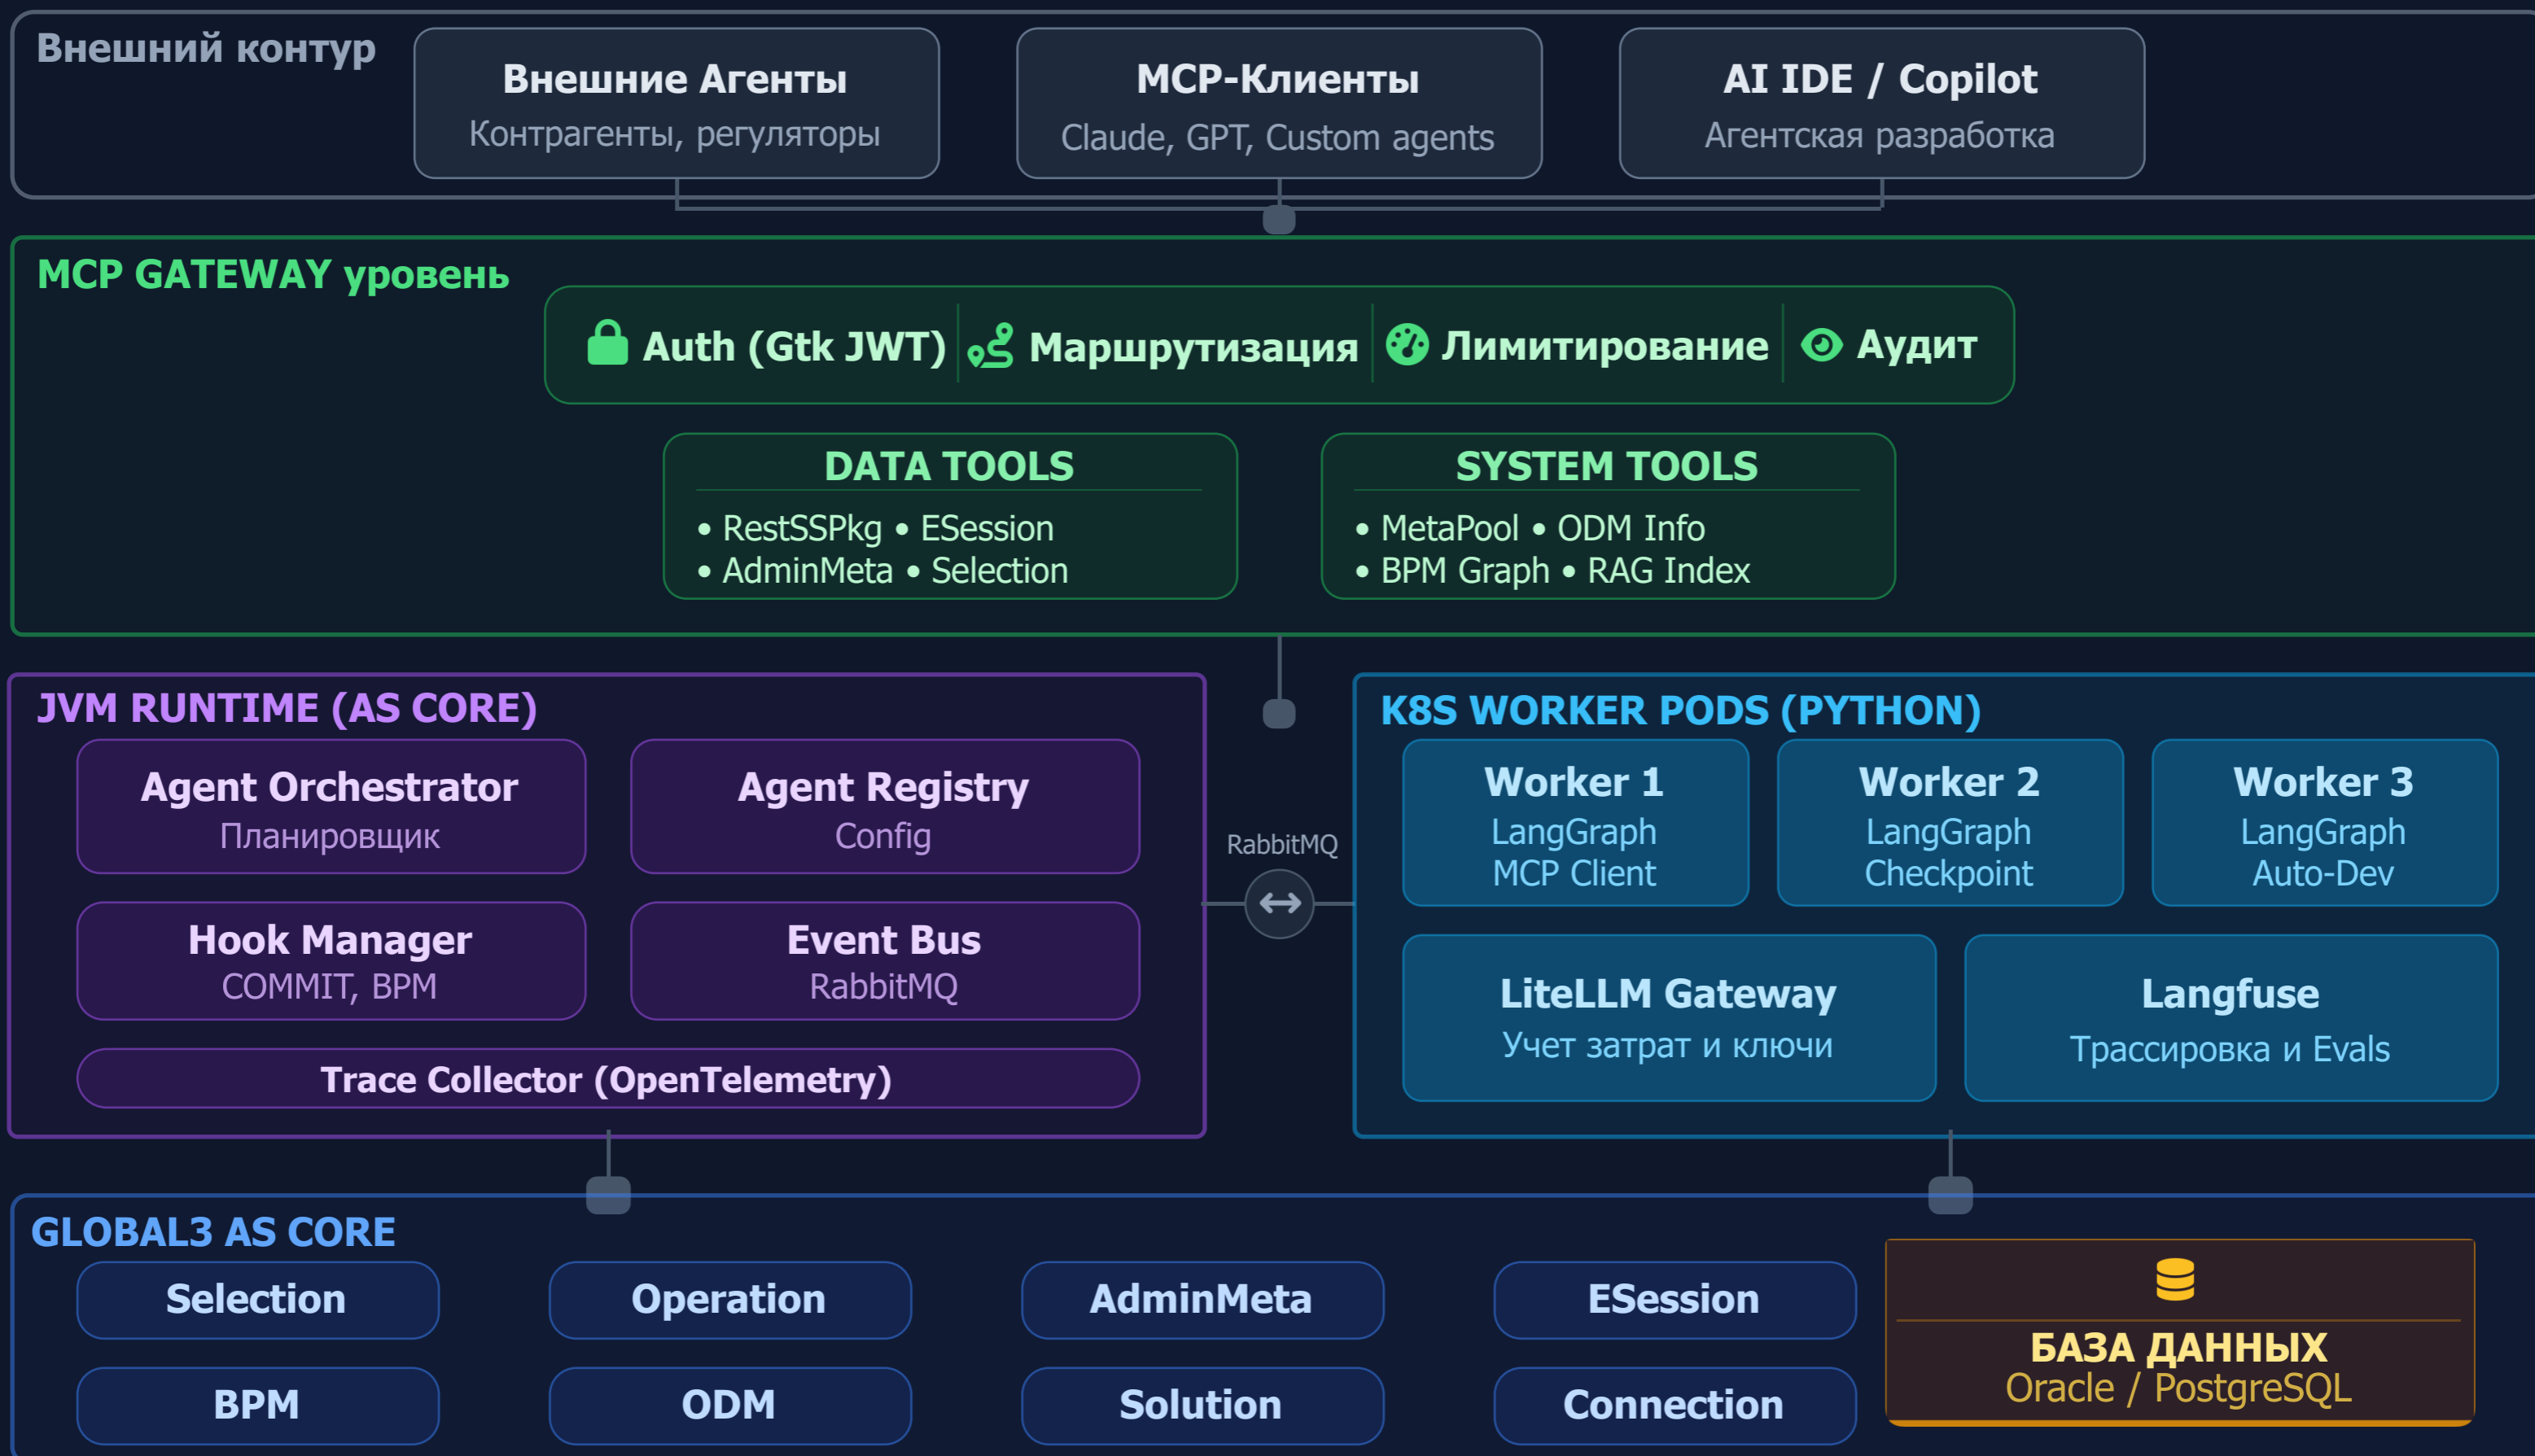 Внешний контур
Внешние Агенты
Контрагенты, регуляторы
MCP-Клиенты
Claude, GPT, Custom agents
AI IDE / Copilot
Агентская разработка
MCP GATEWAY уровень
Auth (Gtk JWT)
Маршрутизация
Лимитирование
Аудит
DATA TOOLS
• RestSSPkg • ESession
• AdminMeta • Selection
SYSTEM TOOLS
• MetaPool • ODM Info
• BPM Graph • RAG Index
JVM RUNTIME (AS CORE)
Agent Orchestrator
Планировщик
Agent Registry
Config
Hook Manager
COMMIT, BPM
Event Bus
RabbitMQ
Trace Collector (OpenTelemetry)
RabbitMQ
K8S WORKER PODS (PYTHON)
Worker 1
LangGraph
MCP Client
Worker 2
LangGraph
Checkpoint
Worker 3
LangGraph
Auto-Dev
LiteLLM Gateway
Учет затрат и ключи
Langfuse
Трассировка и Evals
GLOBAL3 AS CORE
Selection
Operation
AdminMeta
ESession
BPM
ODM
Solution
Connection
БАЗА ДАННЫХ
Oracle / PostgreSQL